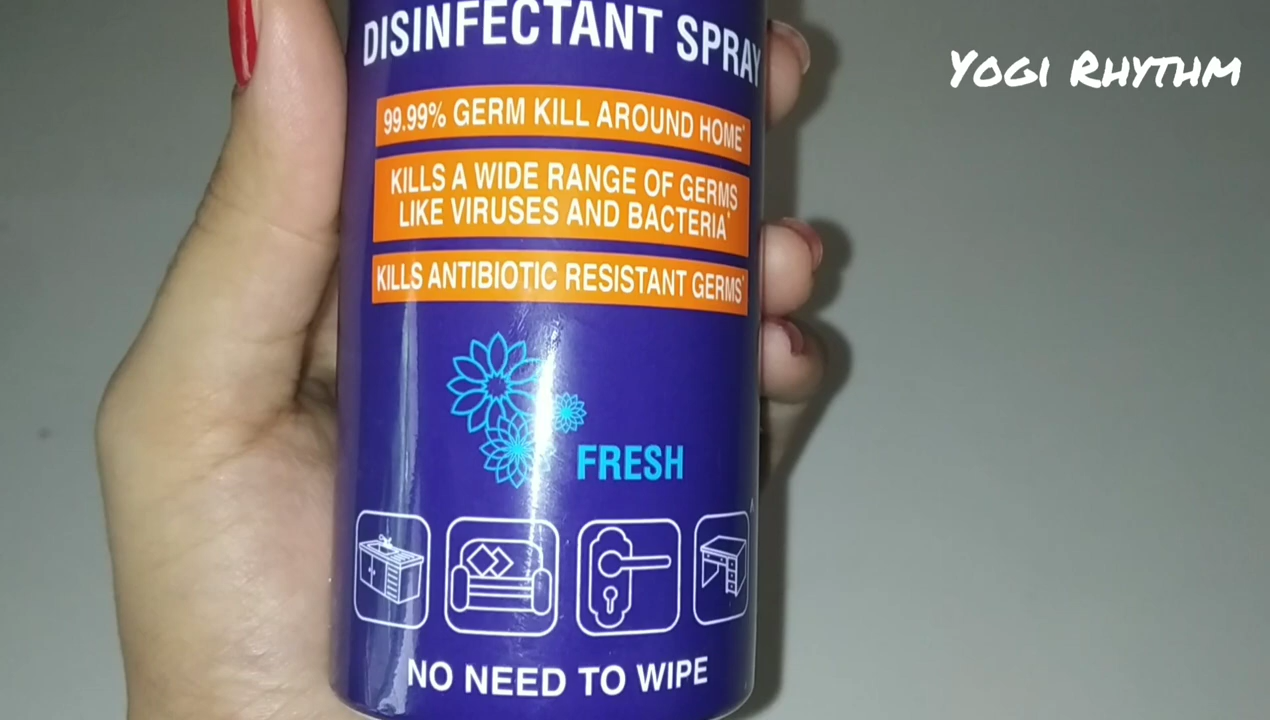 DISINFECTANT SPRAY
Yogi Rhythm
99.99% GERM KILL AROUND HOME*
KILLS A WIDE RANGE OF GERMS
LIKE VIRUSES AND BACTERIA*
KILLS ANTIBIOTIC RESISTANT GERMS*
FRESH
NO NEED TO WIPE